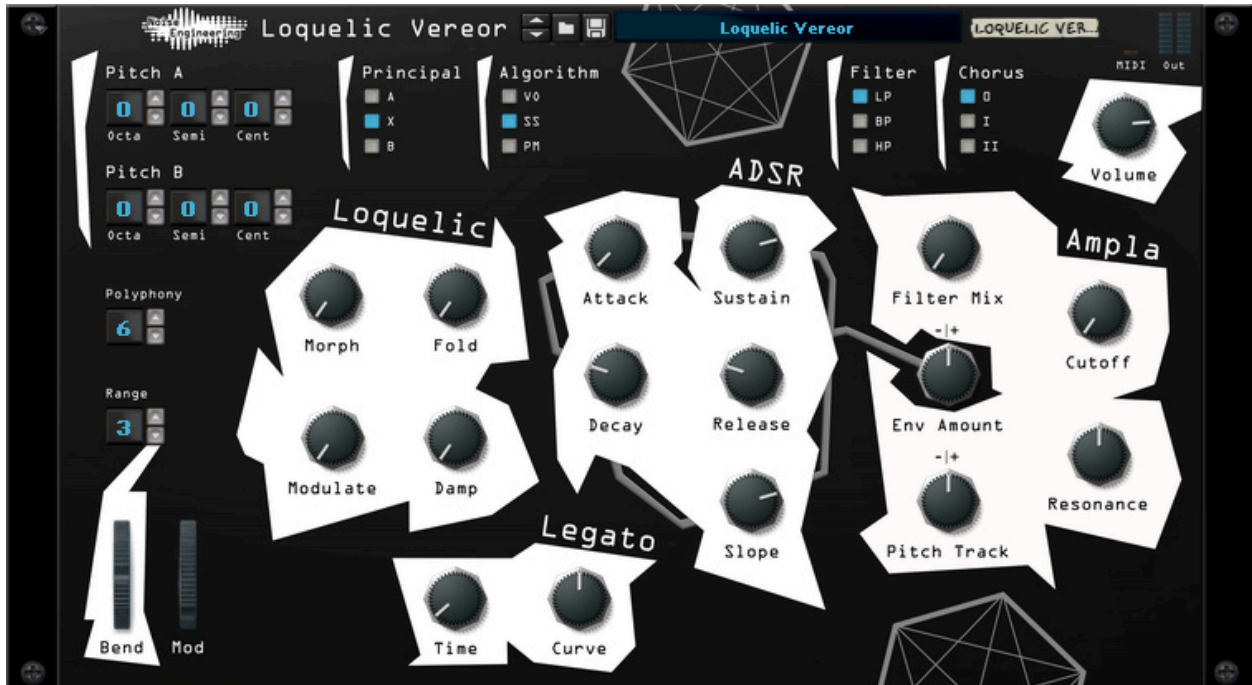 Noise Engineering
Loquelic Vereor
Loquelic Vereor
LOQUELIC VER...
MIDI Out
Pitch A
0 0 0
Octa Semi Cent
Pitch B
0 0 0
Octa Semi Cent
Polyphony
6
Range
3
Bend Mod
Principal
A
X
B
Algorithm
VO
SS
PM
Filter
LP
BP
HP
Chorus
O
I
II
Volume
Loquelic
Morph Fold
Modulate Damp
ADSR
Attack Sustain
Decay Release
Slope
Legato
Time Curve
Ampla
Filter Mix
-|+
Cutoff
Env Amount
-|+
Resonance
Pitch Track